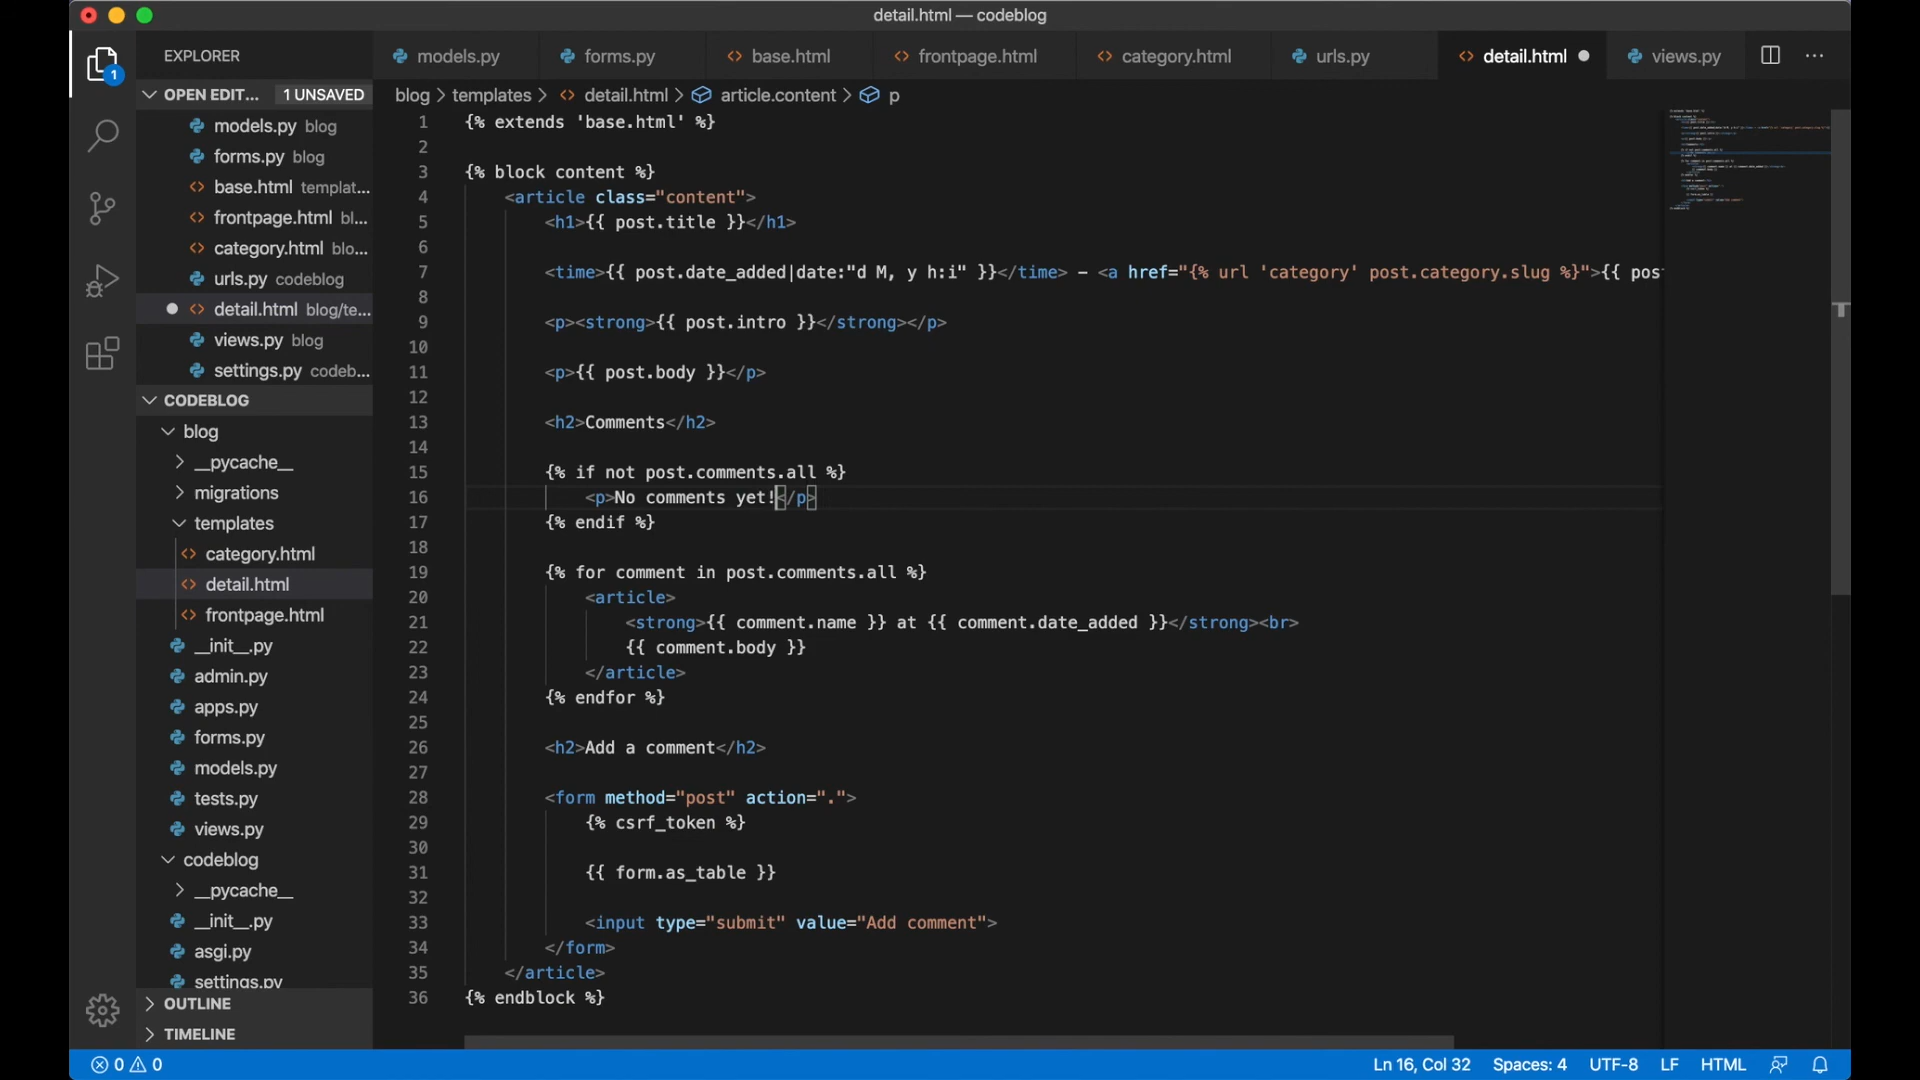 detail.html — codeblog
EXPLORER
models.py
forms.py
base.html
frontpage.html
category.html
urls.py
detail.html
views.py
1
OPEN EDIT... 1 UNSAVED
models.py blog
forms.py blog
base.html templat...
frontpage.html bl...
category.html blo...
urls.py codeblog
detail.html blog/te...
views.py blog
settings.py codeb...
CODEBLOG
blog
__pycache__
migrations
templates
category.html
detail.html
frontpage.html
__init__.py
admin.py
apps.py
forms.py
models.py
tests.py
views.py
codeblog
__pycache__
__init__.py
asgi.py
settings.py
OUTLINE
TIMELINE
blog > templates > detail.html > article.content > p
1 {% extends 'base.html' %}
2
3 {% block content %}
4 <article class="content">
5 <h1>{{ post.title }}</h1>
6
7 <time>{{ post.date_added|date:"d M, y h:i" }}</time> - <a href="{% url 'category' post.category.slug %}">{{ pos
8
9 <p><strong>{{ post.intro }}</strong></p>
10
11 <p>{{ post.body }}</p>
12
13 <h2>Comments</h2>
14
15 {% if not post.comments.all %}
16 <p>No comments yet!</p>
17 {% endif %}
18
19 {% for comment in post.comments.all %}
20 <article>
21 <strong>{{ comment.name }} at {{ comment.date_added }}</strong><br>
22 {{ comment.body }}
23 </article>
24 {% endfor %}
25
26 <h2>Add a comment</h2>
27
28 <form method="post" action=".">
29 {% csrf_token %}
30
31 {{ form.as_table }}
32
33 <input type="submit" value="Add comment">
34 </form>
35 </article>
36 {% endblock %}
0 0
Ln 16, Col 32 Spaces: 4 UTF-8 LF HTML